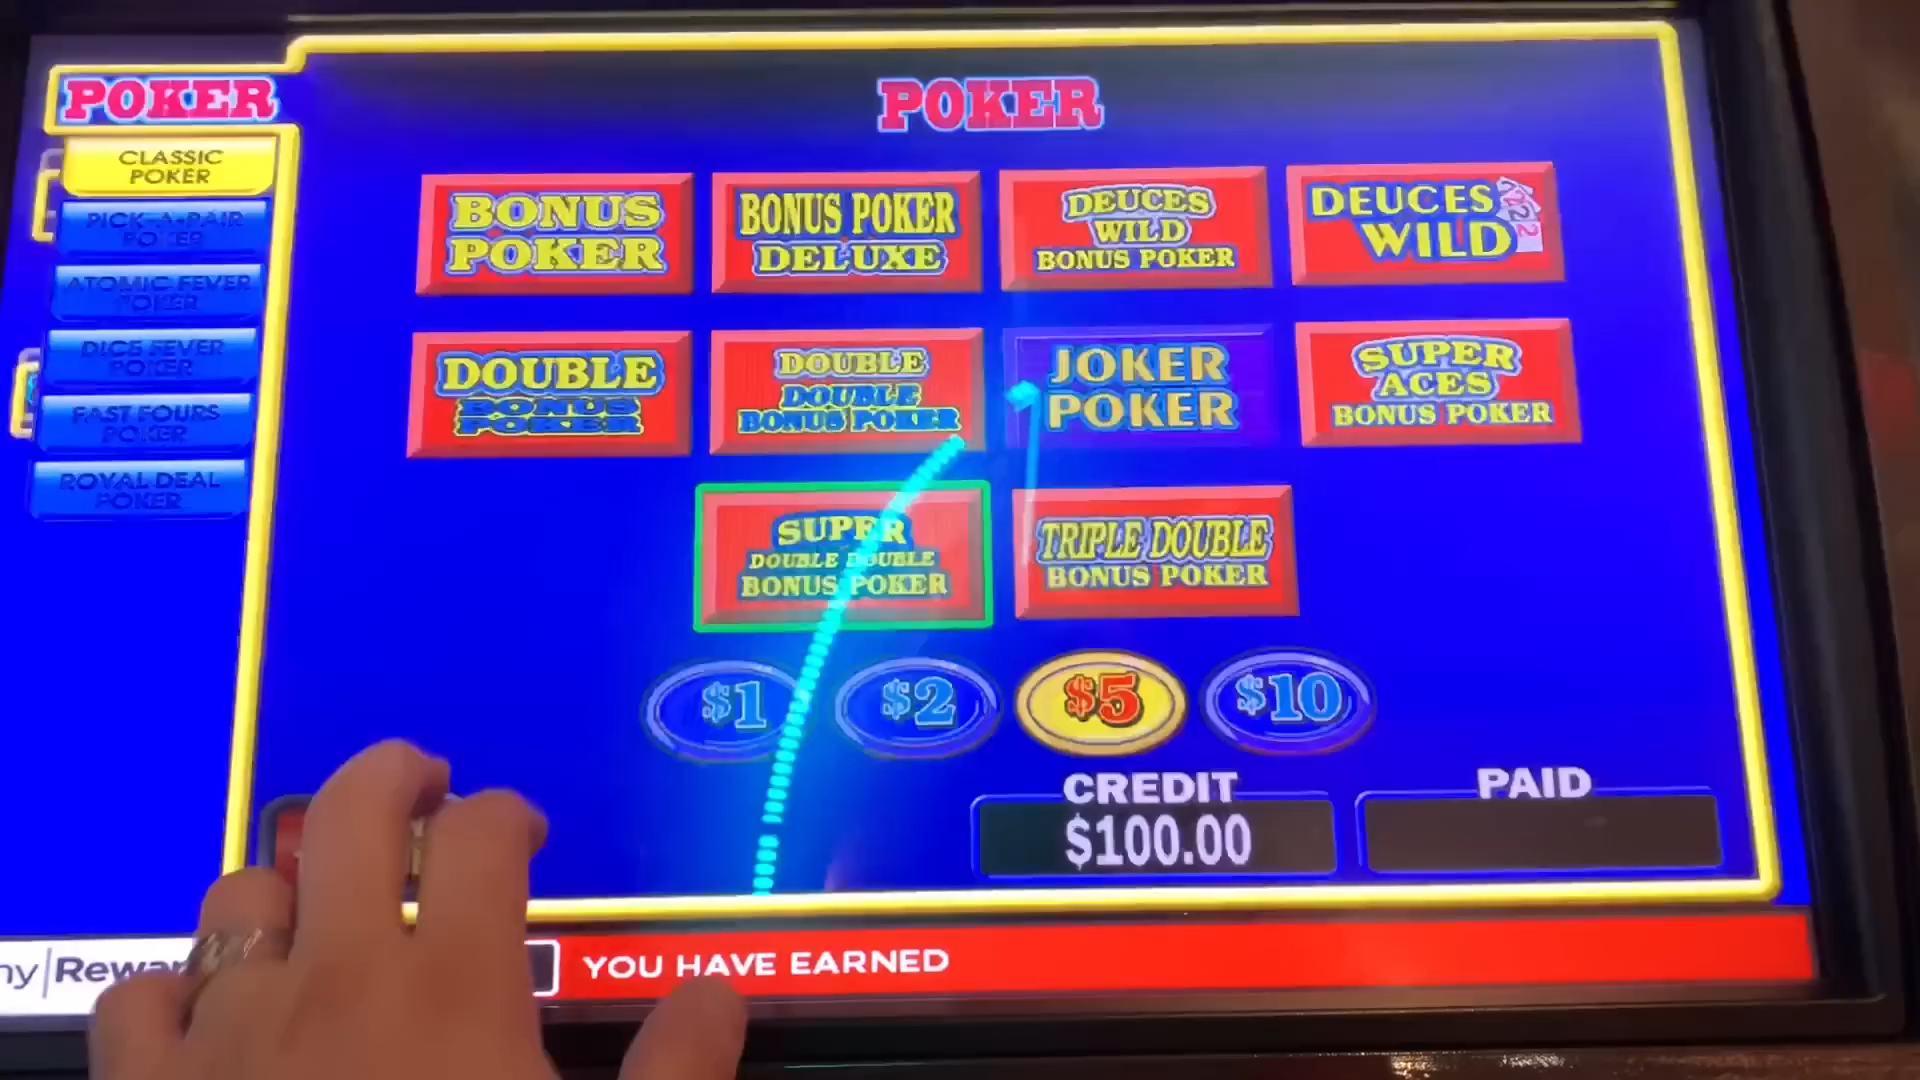 POKER
CLASSIC
POKER
PICK-A-PAIR
POKER
ATOMIC FEVER
POKER
DICE FEVER
POKER
FAST FOURS
POKER
ROYAL DEAL
POKER
POKER
BONUS
POKER
BONUS POKER
DELUXE
DEUCES
WILD
BONUS POKER
DEUCES
WILD
DOUBLE
BONUS
POKER
DOUBLE
DOUBLE
BONUS POKER
JOKER
POKER
SUPER
ACES
BONUS POKER
SUPER
DOUBLE DOUBLE
BONUS POKER
TRIPLE DOUBLE
BONUS POKER
$1
$2
$5
$10
CREDIT
$100.00
PAID
YOU HAVE EARNED